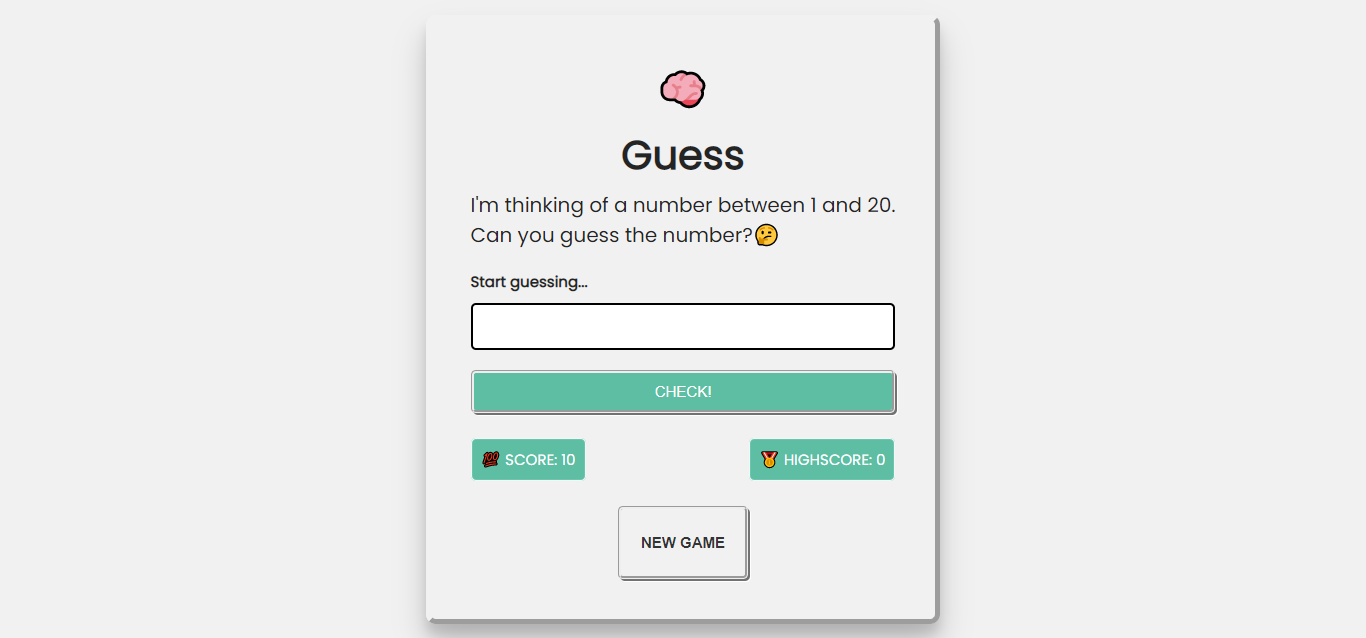 Guess
I'm thinking of a number between 1 and 20.
Can you guess the number?🤔
Start guessing...
CHECK!
💯 SCORE: 10
🏅 HIGHSCORE: 0
NEW GAME